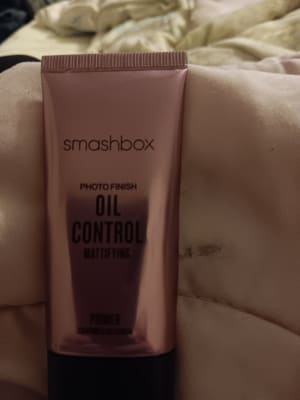 smashbox
PHOTO FINISH
OIL
CONTROL
MATTIFYING
PRIMER